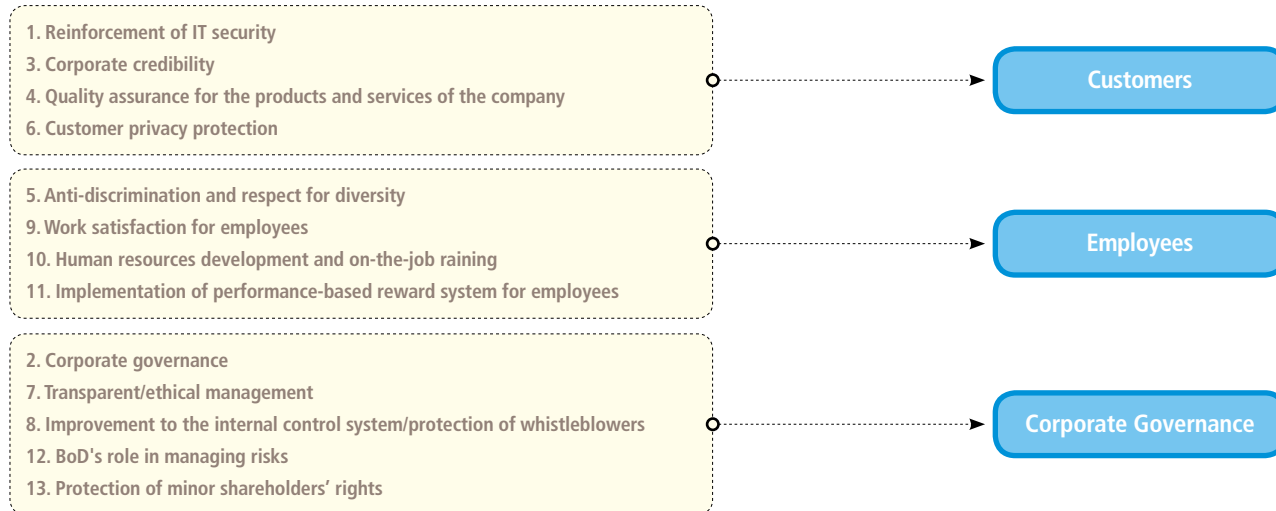 1. Reinforcement of IT security
3. Corporate credibility
4. Quality assurance for the products and services of the company
6. Customer privacy protection
Customers
5. Anti-discrimination and respect for diversity
9. Work satisfaction for employees
10. Human resources development and on-the-job raining
11. Implementation of performance-based reward system for employees
Employees
2. Corporate governance
7. Transparent/ethical management
8. Improvement to the internal control system/protection of whistleblowers
12. BoD's role in managing risks
13. Protection of minor shareholders’ rights
Corporate Governance